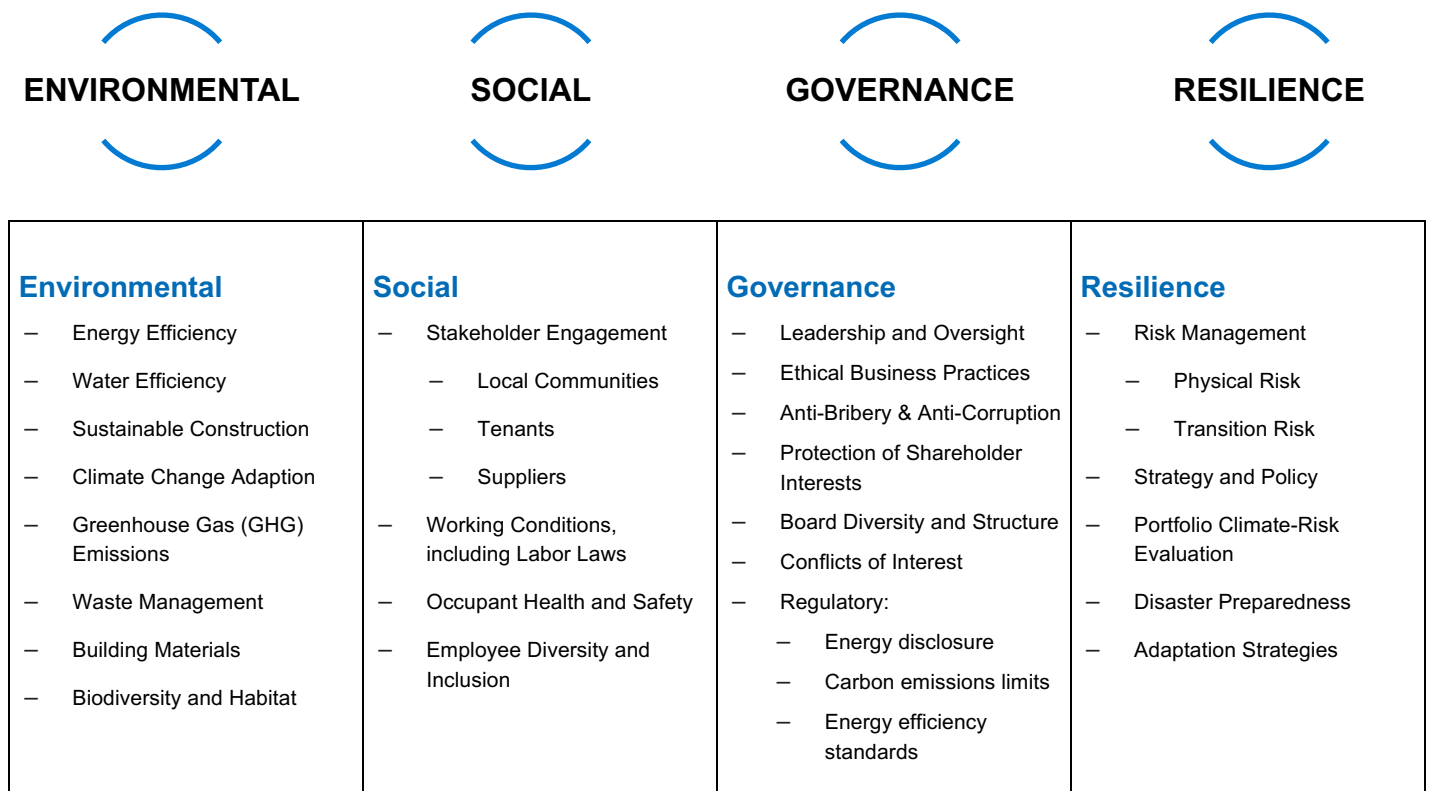 ENVIRONMENTAL
SOCIAL
GOVERNANCE
RESILIENCE
Environmental
— Energy Efficiency
— Water Efficiency
— Sustainable Construction
— Climate Change Adaption
— Greenhouse Gas (GHG)
Emissions
— Waste Management
— Building Materials
— Biodiversity and Habitat
Social
— Stakeholder Engagement
— Local Communities
— Tenants
— Suppliers
— Working Conditions,
including Labor Laws
— Occupant Health and Safety
— Employee Diversity and
Inclusion
Governance
— Leadership and Oversight
— Ethical Business Practices
— Anti-Bribery & Anti-Corruption
— Protection of Shareholder
Interests
— Board Diversity and Structure
— Conflicts of Interest
— Regulatory:
— Energy disclosure
— Carbon emissions limits
— Energy efficiency
standards
Resilience
— Risk Management
— Physical Risk
— Transition Risk
— Strategy and Policy
— Portfolio Climate-Risk
Evaluation
— Disaster Preparedness
— Adaptation Strategies